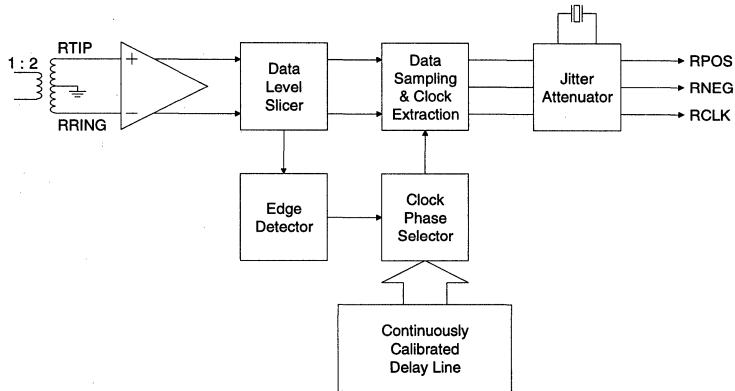 1 : 2
RTIP
RRING
+
−
Data
Level
Slicer
Data
Sampling
& Clock
Extraction
Jitter
Attenuator
RPOS
RNEG
RCLK
Edge
Detector
Clock
Phase
Selector
Continuously
Calibrated
Delay Line